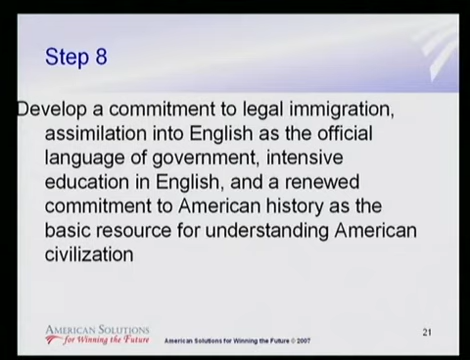 Step 8
Develop a commitment to legal immigration,
assimilation into English as the official
language of government, intensive
education in English, and a renewed
commitment to American history as the
basic resource for understanding American
civilization
AMERICAN SOLUTIONS
for Winning the Future
American Solutions for Winning the Future © 2007
21